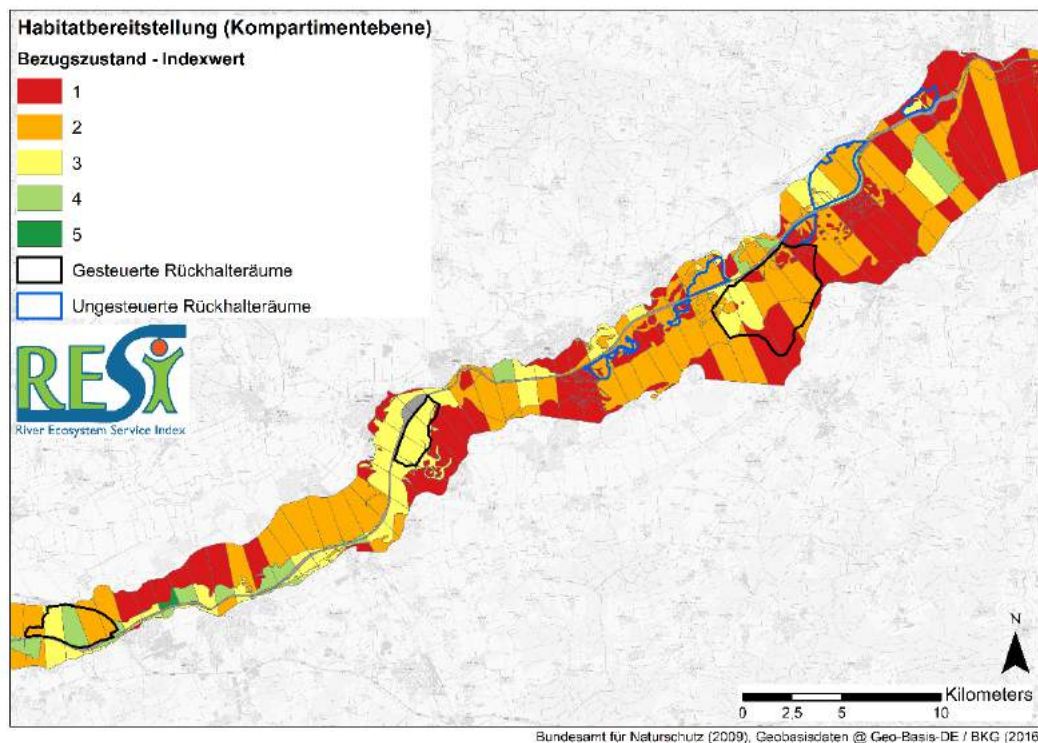 Habitatbereitstellung (Kompartimentebene)
Bezugszustand - Indexwert
1
2
3
4
5
Gesteuerte Rückhalteräume
Ungesteuerte Rückhalteräume
RESI
River Ecosystem Service Index
N
Kilometers
0 2,5 5 10
Bundesamt für Naturschutz (2009), Geobasisdaten @ Geo-Basis-DE / BKG (2016